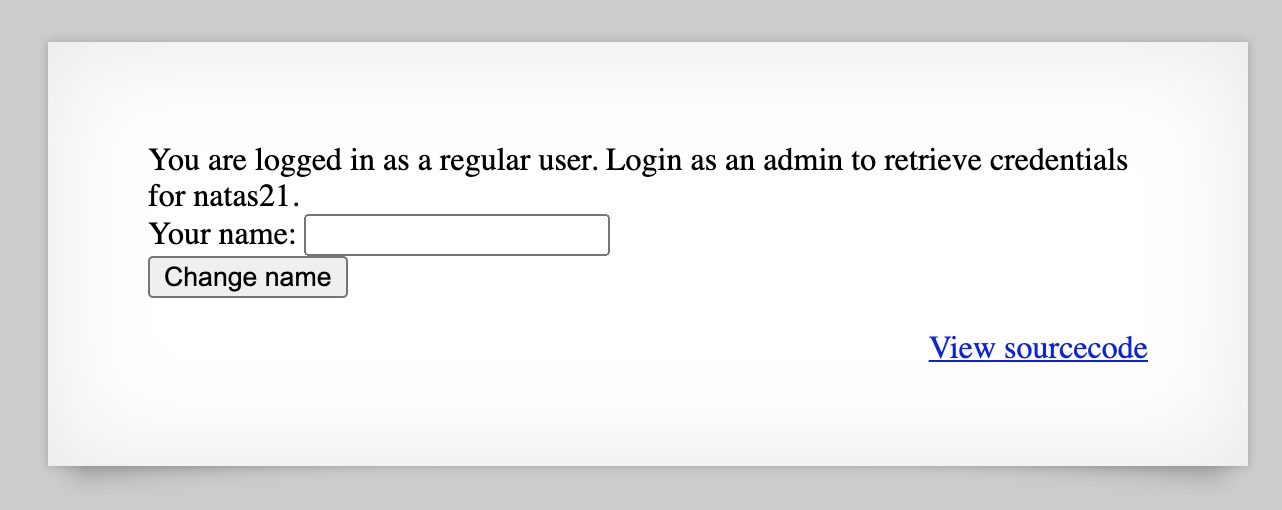 You are logged in as a regular user. Login as an admin to retrieve credentials
for natas21.
Your name:
Change name
View sourcecode